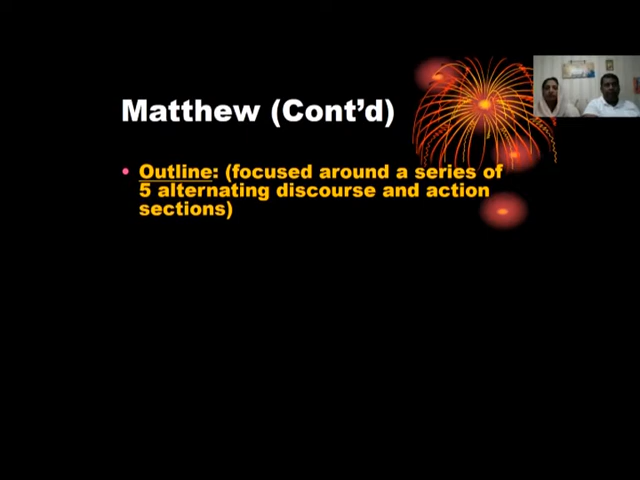 Matthew (Cont’d)
• Outline: (focused around a series of
5 alternating discourse and action
sections)